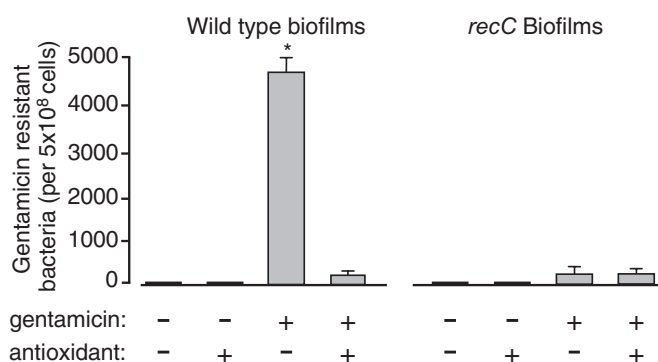 Wild type biofilms
recC Biofilms
Gentamicin resistant
bacteria (per 5x10⁸ cells)
*
5000
4000
3000
2000
1000
0
gentamicin: - - + + - - + +
antioxidant: - + - + - + - +